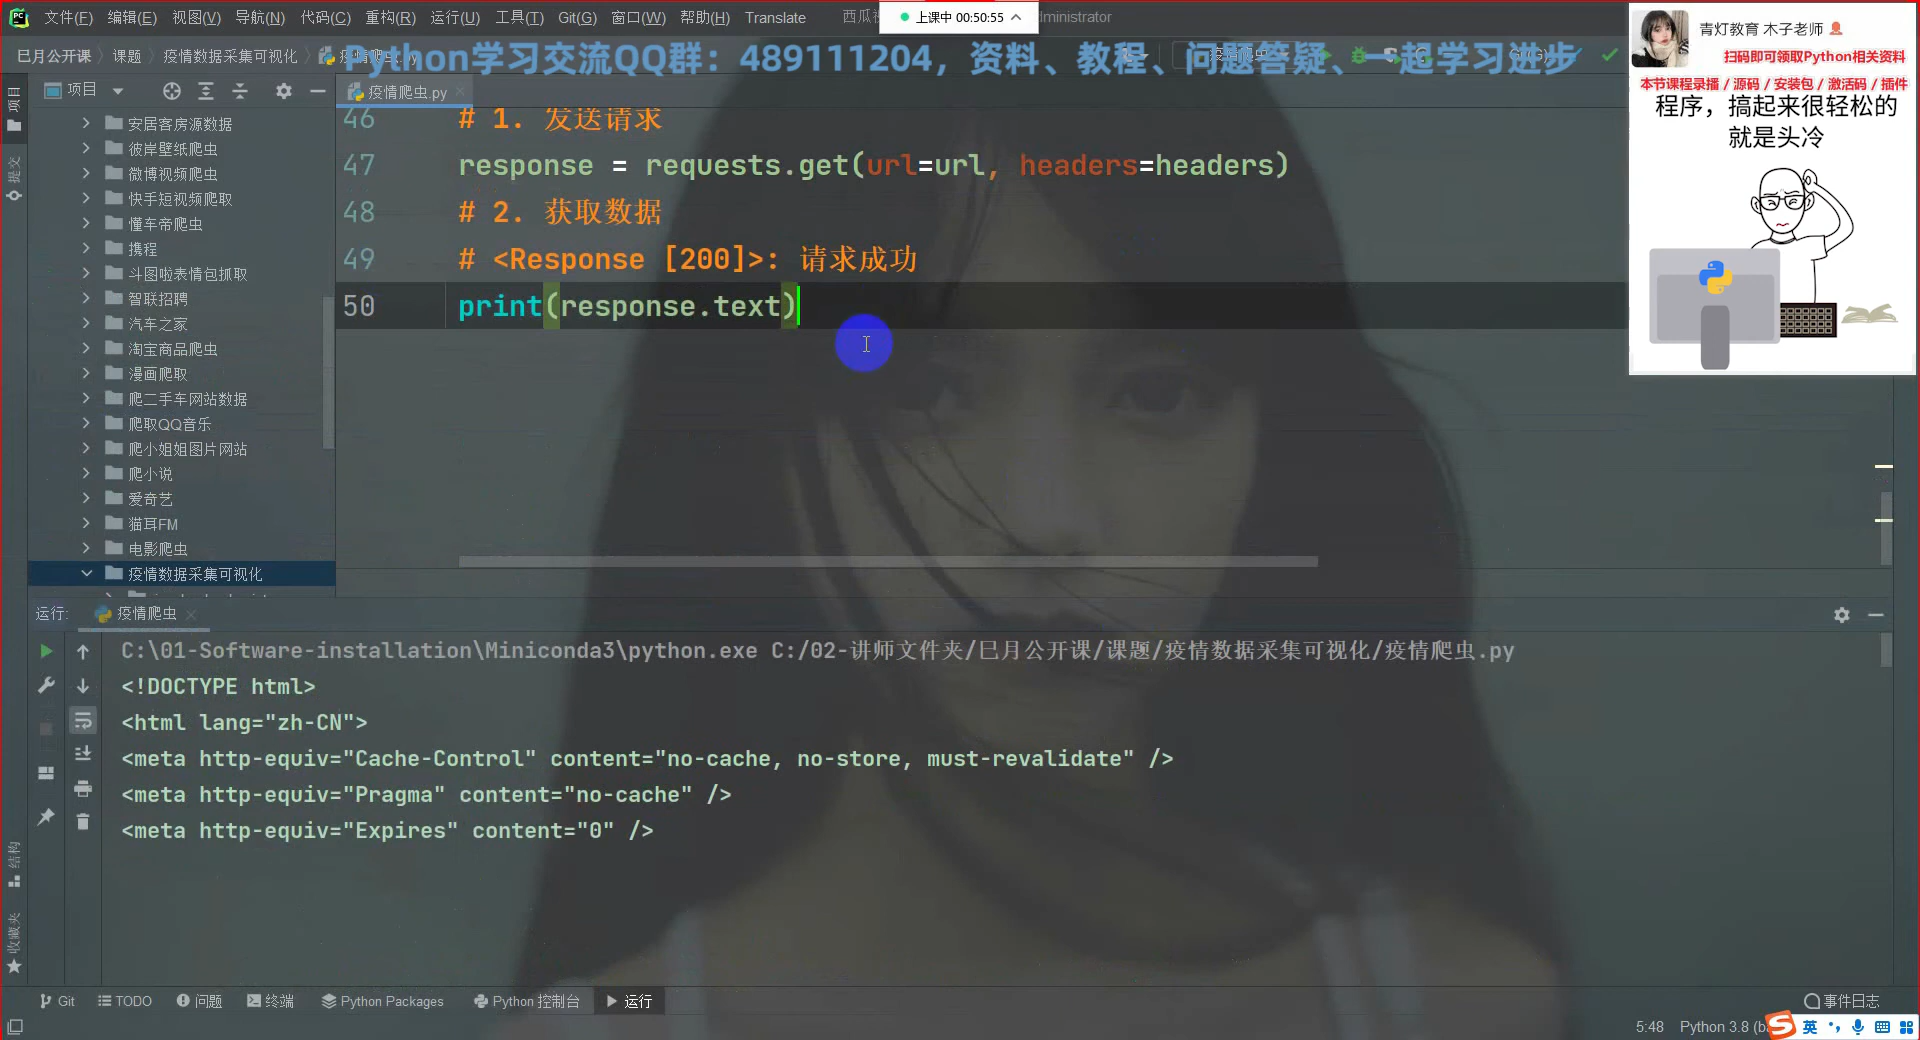 文件(F) 编辑(E) 视图(V) 导航(N) 代码(C) 重构(R) 运行(U) 工具(T) Git(G) 窗口(W) 帮助(H) Translate
上课中 00:50:55
dministrator
巳月公开课 课题 疫情数据采集可视化
Python学习交流QQ群：489111204，资料、教程、问题答疑、一起学习进步
青灯教育 木子老师
扫码即可领取Python相关资料
本节课程录播 / 源码 / 安装包 / 激活码 / 插件
程序，搞起来很轻松的
就是头冷
项目
提交
结构
收藏夹
项目
安居客房源数据
彼岸壁纸爬虫
微博视频爬虫
快手短视频爬取
懂车帝爬虫
携程
斗图啦表情包抓取
智联招聘
汽车之家
淘宝商品爬虫
漫画爬取
爬二手车网站数据
爬取QQ音乐
爬小姐姐图片网站
爬小说
爱奇艺
猫耳FM
电影爬虫
疫情数据采集可视化
疫情爬虫.py
46 # 1. 发送请求
47 response = requests.get(url=url, headers=headers)
48 # 2. 获取数据
49 # <Response [200]>: 请求成功
50 print(response.text)
运行: 疫情爬虫
C:\01-Software-installation\Miniconda3\python.exe C:/02-讲师文件夹/巳月公开课/课题/疫情数据采集可视化/疫情爬虫.py
<!DOCTYPE html>
<html lang="zh-CN">
<meta http-equiv="Cache-Control" content="no-cache, no-store, must-revalidate" />
<meta http-equiv="Pragma" content="no-cache" />
<meta http-equiv="Expires" content="0" />
Git TODO 问题 终端 Python Packages Python 控制台 运行 事件日志
5:48 Python 3.8
英